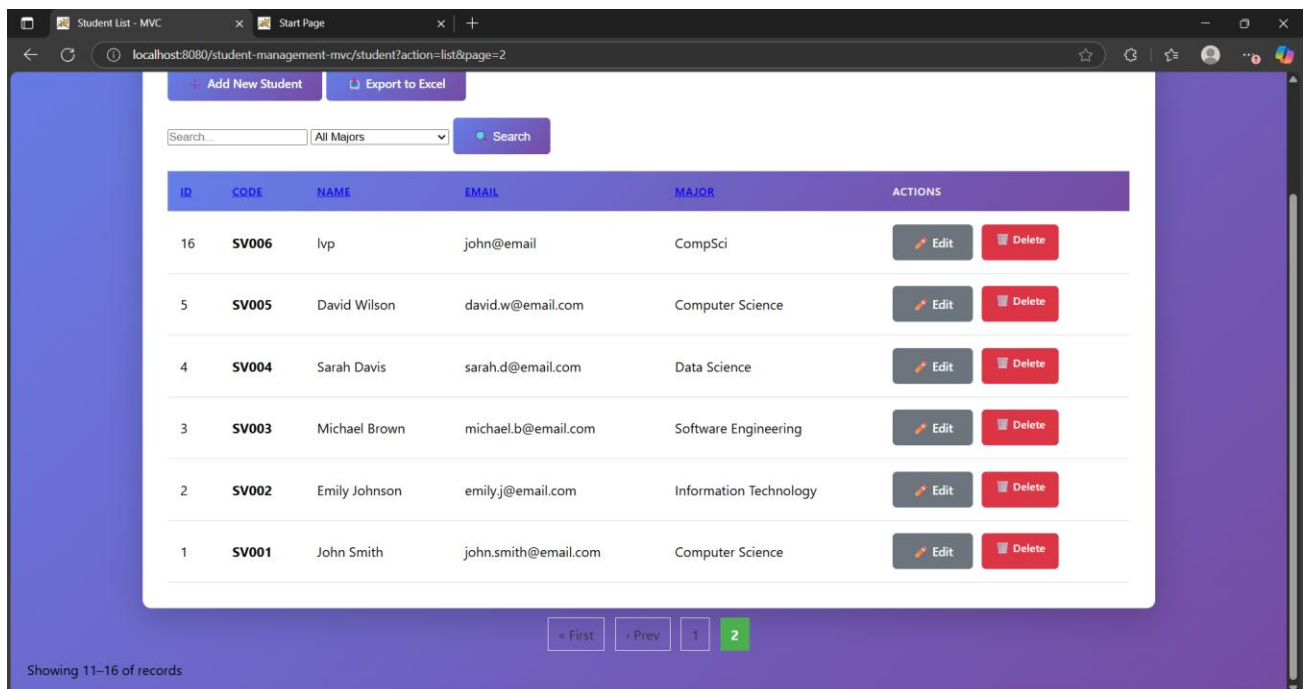 Student List - MVC
Start Page
localhost:8080/student-management-mvc/student?action=list&page=2
Add New Student
Export to Excel
Search...
All Majors
Search
ID CODE NAME EMAIL MAJOR ACTIONS
16 SV006 lvp john@email CompSci Edit Delete
5 SV005 David Wilson david.w@email.com Computer Science Edit Delete
4 SV004 Sarah Davis sarah.d@email.com Data Science Edit Delete
3 SV003 Michael Brown michael.b@email.com Software Engineering Edit Delete
2 SV002 Emily Johnson emily.j@email.com Information Technology Edit Delete
1 SV001 John Smith john.smith@email.com Computer Science Edit Delete
« First ‹ Prev 1 2
Showing 11–16 of records